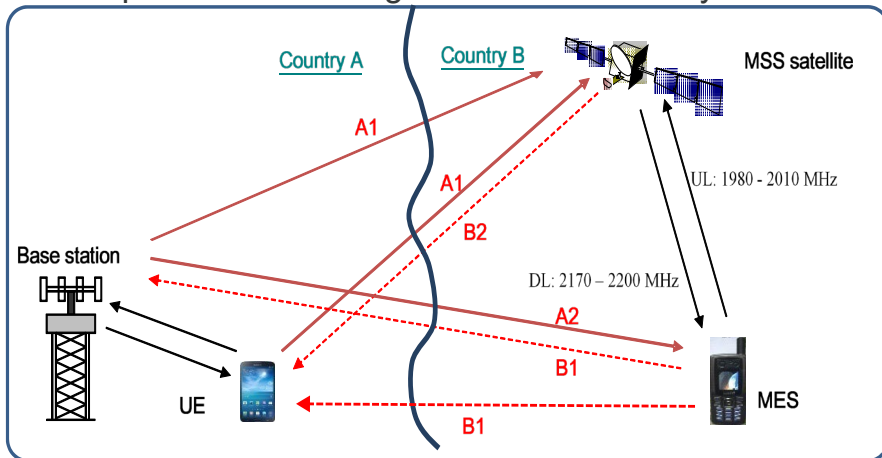 Country A
Country B
MSS satellite
A1
A1
UL: 1980 - 2010 MHz
B2
Base station
DL: 2170 – 2200 MHz
A2
B1
UE
MES
B1